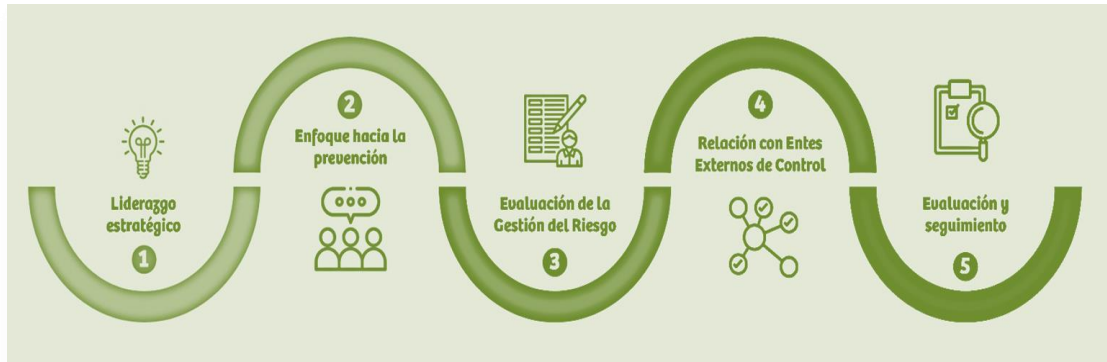 Liderazgo
estratégico
1
2
Enfoque hacia la
prevención
Evaluación de la
Gestión del Riesgo
3
4
Relación con Entes
Externos de Control
Evaluación y
seguimiento
5